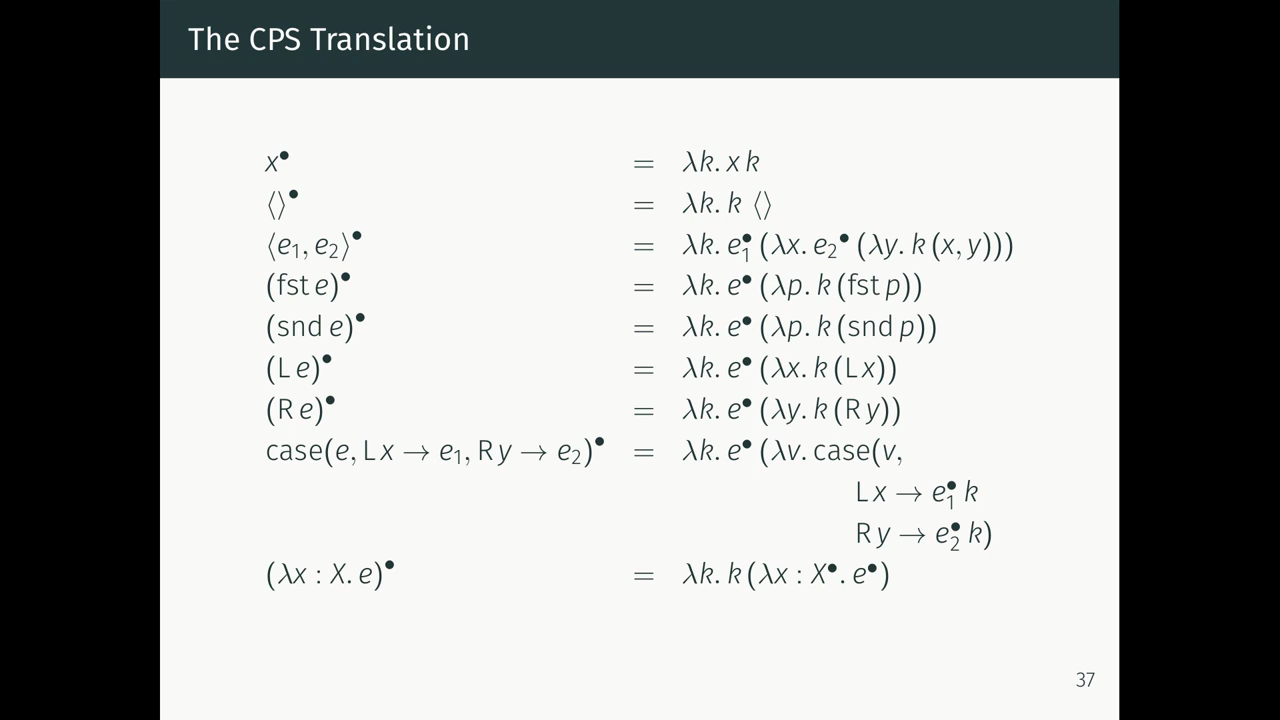 The CPS Translation
x• = λk. x k
⟨⟩• = λk. k ⟨⟩
⟨e₁, e₂⟩• = λk. e₁• (λx. e₂• (λy. k (x, y)))
(fst e)• = λk. e• (λp. k (fst p))
(snd e)• = λk. e• (λp. k (snd p))
(L e)• = λk. e• (λx. k (L x))
(R e)• = λk. e• (λy. k (R y))
case(e, L x → e₁, R y → e₂)• = λk. e• (λv. case(v,
L x → e₁• k
R y → e₂• k)
(λx : X. e)• = λk. k (λx : X•. e•)
37